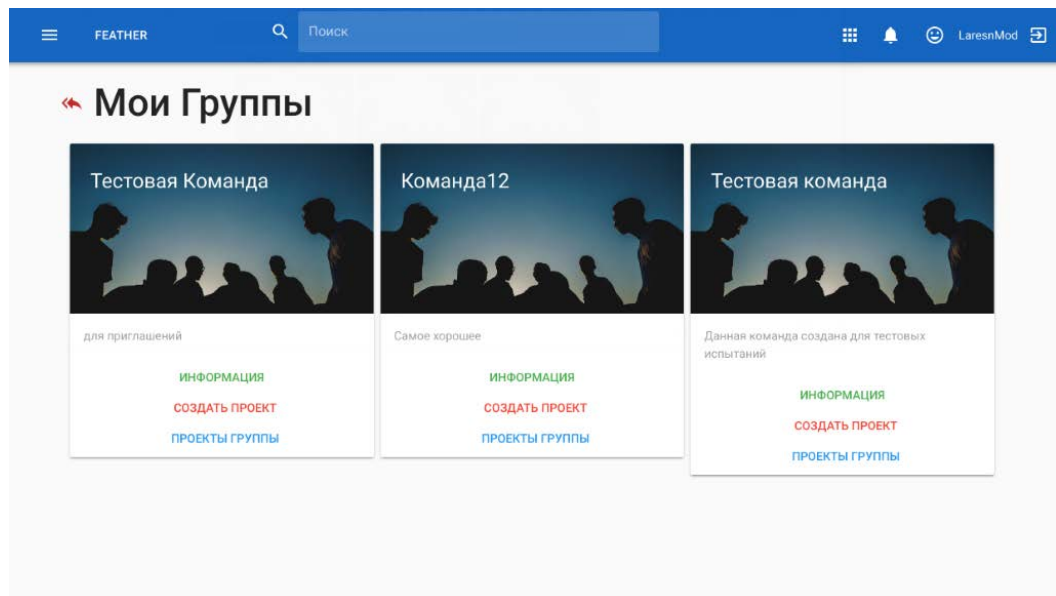 FEATHER
Поиск
LaresnMod
Мои Группы
Тестовая Команда
для приглашений
ИНФОРМАЦИЯ
СОЗДАТЬ ПРОЕКТ
ПРОЕКТЫ ГРУППЫ
Команда12
Самое хорошее
ИНФОРМАЦИЯ
СОЗДАТЬ ПРОЕКТ
ПРОЕКТЫ ГРУППЫ
Тестовая команда
Данная команда создана для тестовых
испытаний
ИНФОРМАЦИЯ
СОЗДАТЬ ПРОЕКТ
ПРОЕКТЫ ГРУППЫ